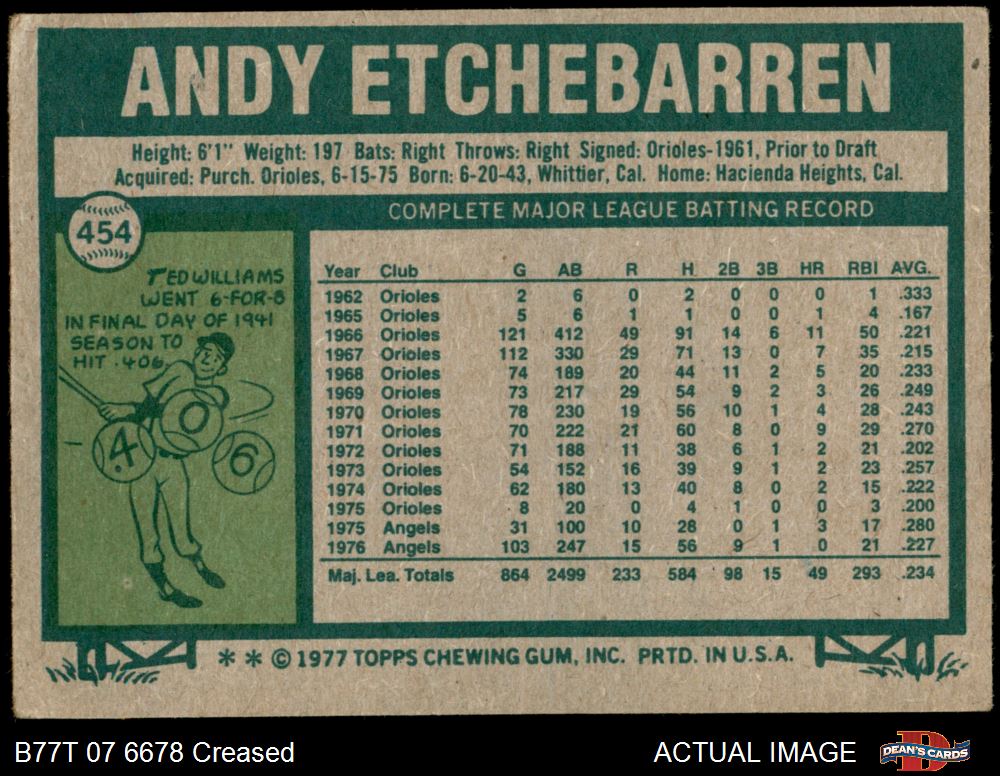 ANDY ETCHEBARREN
Height: 6'1" Weight: 197 Bats: Right Throws: Right Signed: Orioles-1961, Prior to Draft
Acquired: Purch. Orioles, 6-15-75 Born: 6-20-43, Whittier, Cal. Home: Hacienda Heights, Cal.
454
COMPLETE MAJOR LEAGUE BATTING RECORD
TED WILLIAMS
WENT 6-FOR-8
IN FINAL DAY OF 1941
SEASON TO
HIT .406
.4 0 6
Year Club G AB R H 2B 3B HR RBI AVG.
1962 Orioles 2 6 0 2 0 0 0 1 .333
1965 Orioles 5 6 1 1 0 0 1 4 .167
1966 Orioles 121 412 49 91 14 6 11 50 .221
1967 Orioles 112 330 29 71 13 0 7 35 .215
1968 Orioles 74 189 20 44 11 2 5 20 .233
1969 Orioles 73 217 29 54 9 2 3 26 .249
1970 Orioles 78 230 19 56 10 1 4 28 .243
1971 Orioles 70 222 21 60 8 0 9 29 .270
1972 Orioles 71 188 11 38 6 1 2 21 .202
1973 Orioles 54 152 16 39 9 1 2 23 .257
1974 Orioles 62 180 13 40 8 0 2 15 .222
1975 Orioles 8 20 0 4 1 0 0 3 .200
1975 Angels 31 100 10 28 0 1 3 17 .280
1976 Angels 103 247 15 56 9 1 0 21 .227
Maj. Lea. Totals 864 2499 233 584 98 15 49 293 .234
* * © 1977 TOPPS CHEWING GUM, INC. PRTD. IN U.S.A.
B77T 07 6678 Creased
ACTUAL IMAGE
D
DEAN'S CARDS